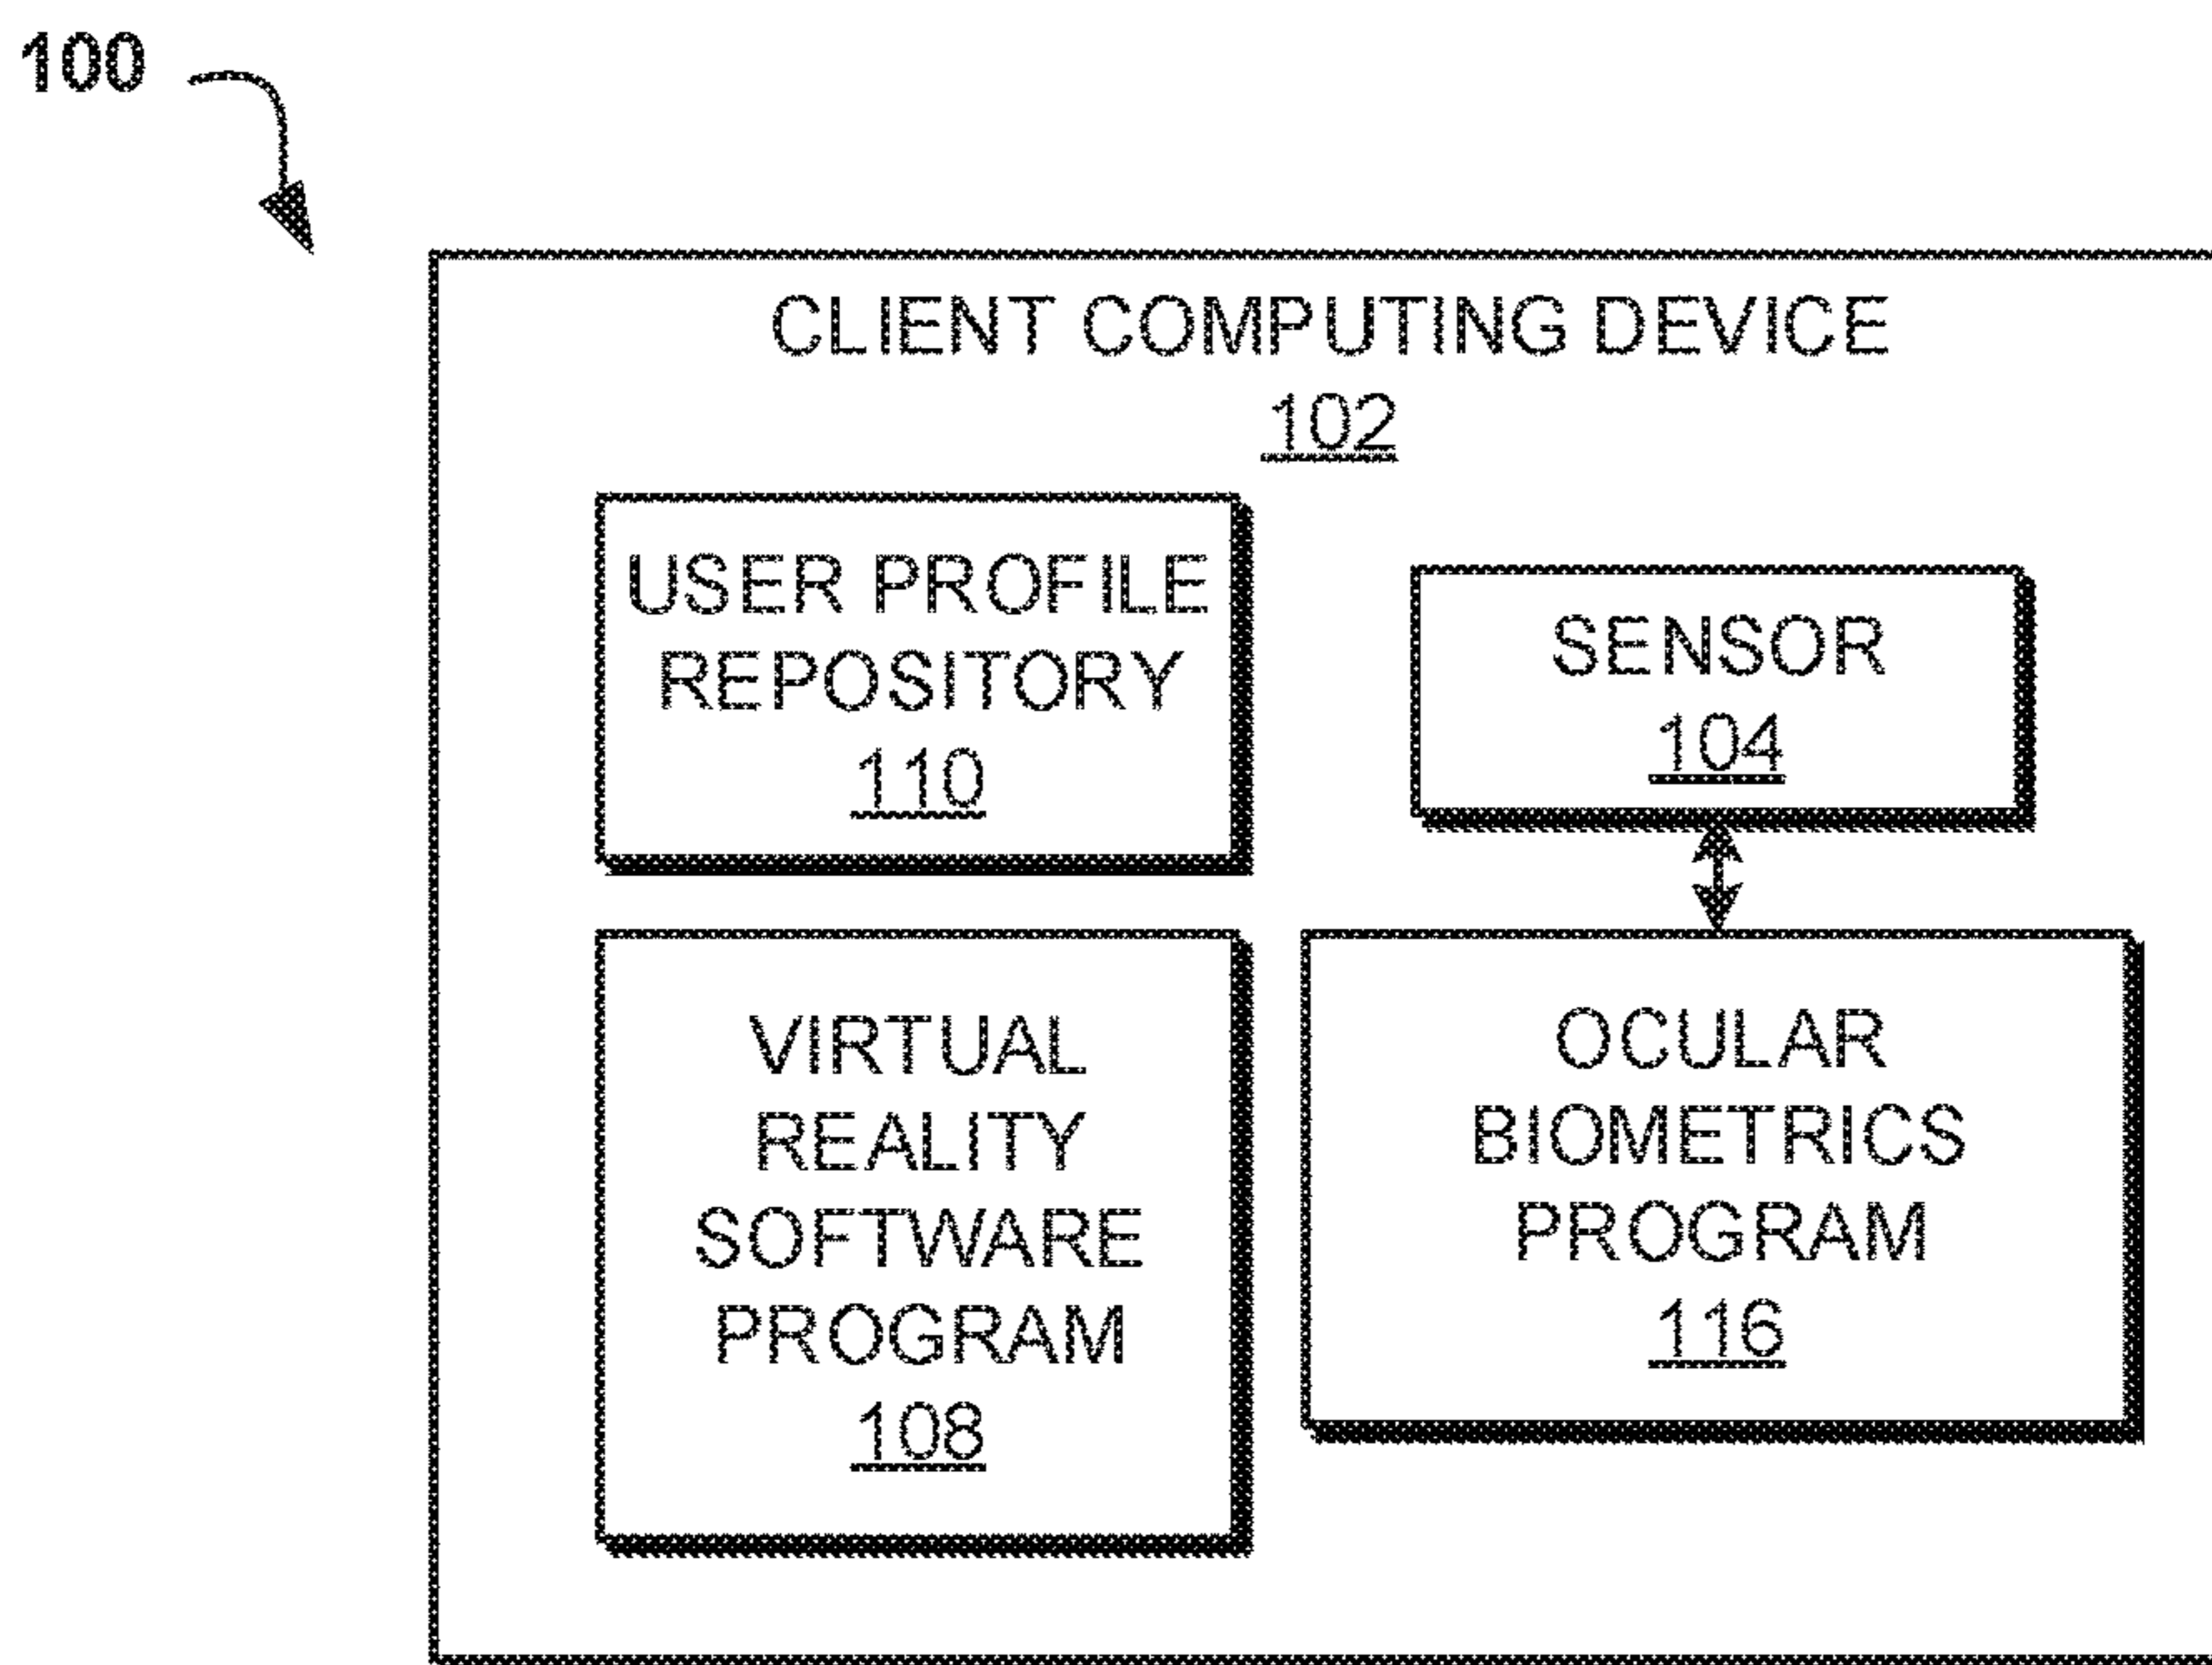 100
CLIENT COMPUTING DEVICE
102
USER PROFILE
REPOSITORY
110
SENSOR
104
VIRTUAL
REALITY
SOFTWARE
PROGRAM
108
OCULAR
BIOMETRICS
PROGRAM
116